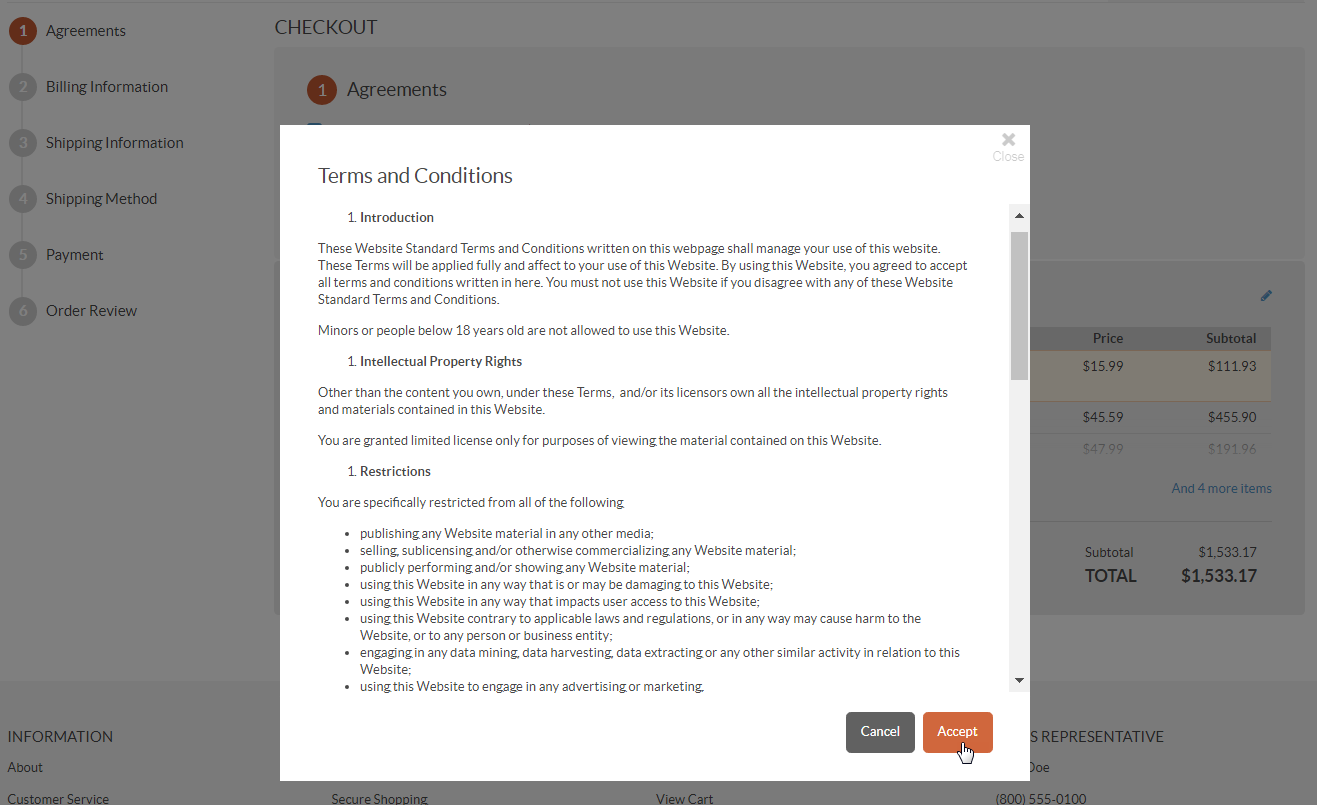 1 Agreements
2 Billing Information
3 Shipping Information
4 Shipping Method
5 Payment
6 Order Review
CHECKOUT
1 Agreements
Close
Terms and Conditions
1. Introduction
These Website Standard Terms and Conditions written on this webpage shall manage your use of this website.
These Terms will be applied fully and affect to your use of this Website. By using this Website, you agreed to accept
all terms and conditions written in here. You must not use this Website if you disagree with any of these Website
Standard Terms and Conditions.
Minors or people below 18 years old are not allowed to use this Website.
1. Intellectual Property Rights
Other than the content you own, under these Terms, and/or its licensors own all the intellectual property rights
and materials contained in this Website.
You are granted limited license only for purposes of viewing the material contained on this Website.
1. Restrictions
You are specifically restricted from all of the following
• publishing any Website material in any other media;
• selling, sublicensing and/or otherwise commercializing any Website material;
• publicly performing and/or showing any Website material;
• using this Website in any way that is or may be damaging to this Website;
• using this Website in any way that impacts user access to this Website;
• using this Website contrary to applicable laws and regulations, or in any way may cause harm to the
Website, or to any person or business entity;
• engaging in any data mining, data harvesting, data extracting or any other similar activity in relation to this
Website;
• using this Website to engage in any advertising or marketing.
Cancel Accept
Price Subtotal
$15.99 $111.93
$45.59 $455.90
$47.99 $191.96
And 4 more items
Subtotal $1,533.17
TOTAL $1,533.17
INFORMATION
About
Customer Service
Secure Shopping
View Cart
S REPRESENTATIVE
Doe
(800) 555-0100